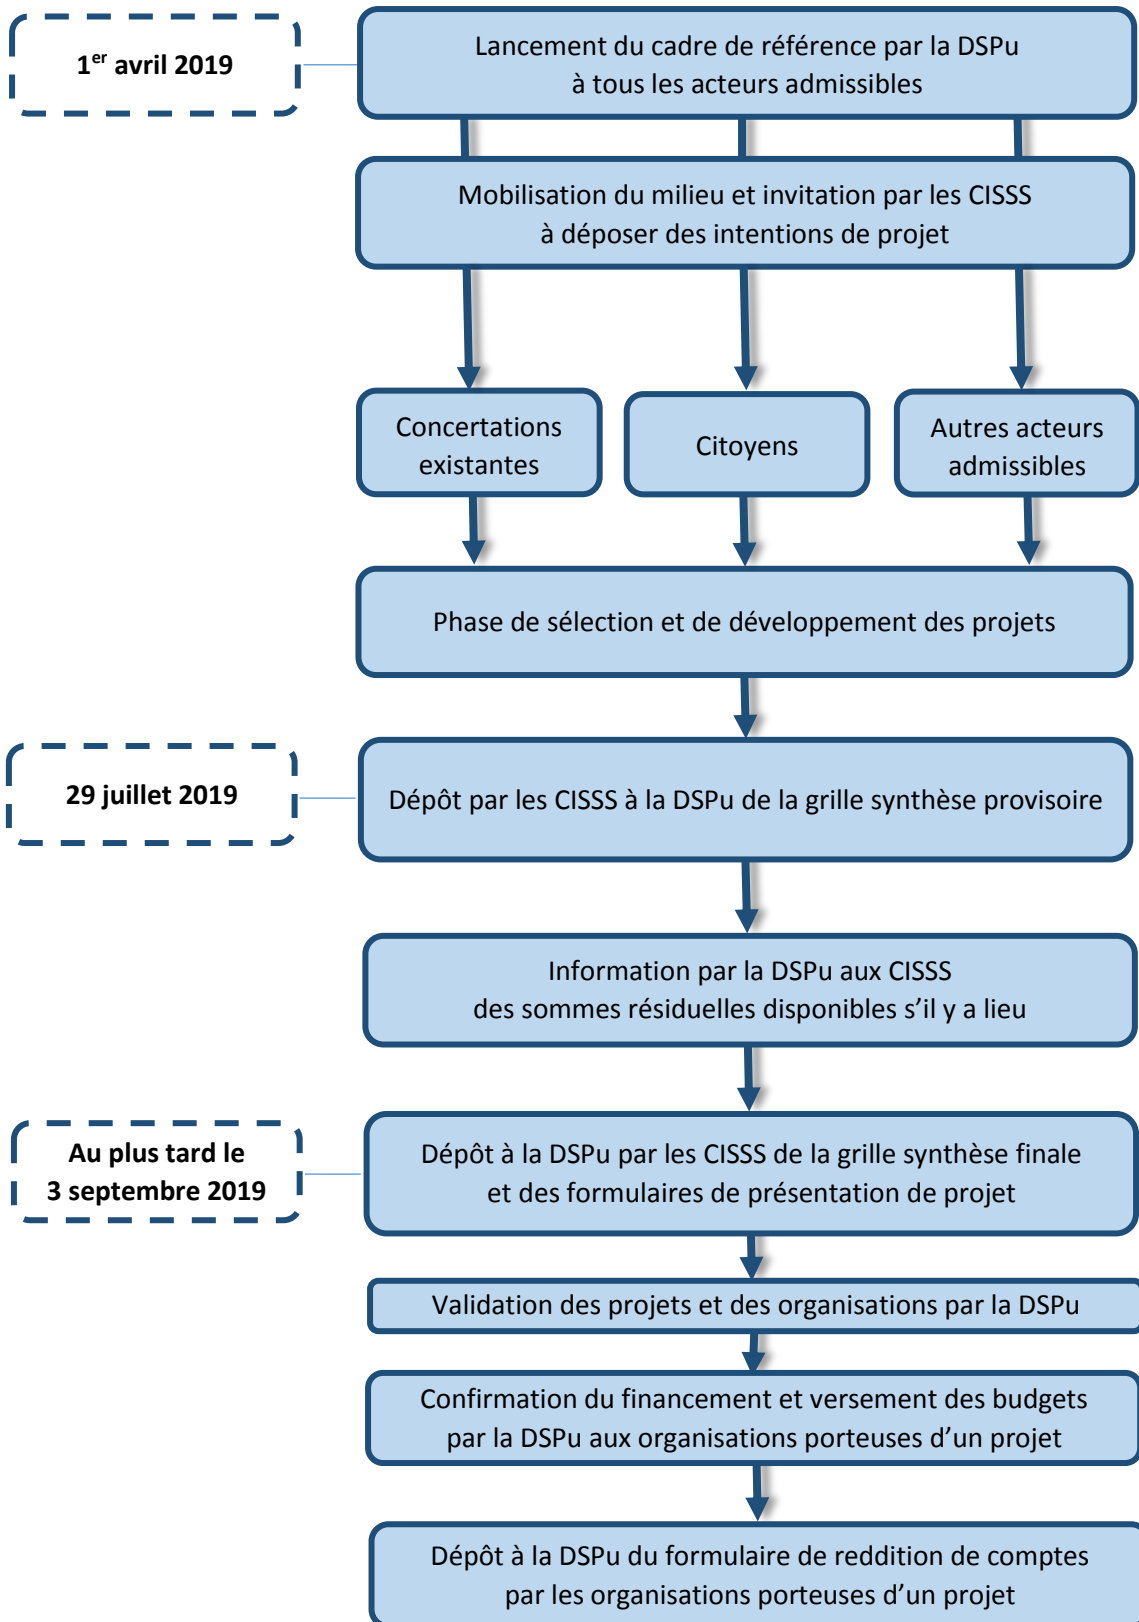 1er avril 2019
Lancement du cadre de référence par la DSPu
à tous les acteurs admissibles
Mobilisation du milieu et invitation par les CISSS
à déposer des intentions de projet
Concertations
existantes
Citoyens
Autres acteurs
admissibles
Phase de sélection et de développement des projets
29 juillet 2019
Dépôt par les CISSS à la DSPu de la grille synthèse provisoire
Information par la DSPu aux CISSS
des sommes résiduelles disponibles s’il y a lieu
Au plus tard le
3 septembre 2019
Dépôt à la DSPu par les CISSS de la grille synthèse finale
et des formulaires de présentation de projet
Validation des projets et des organisations par la DSPu
Confirmation du financement et versement des budgets
par la DSPu aux organisations porteuses d’un projet
Dépôt à la DSPu du formulaire de reddition de comptes
par les organisations porteuses d’un projet